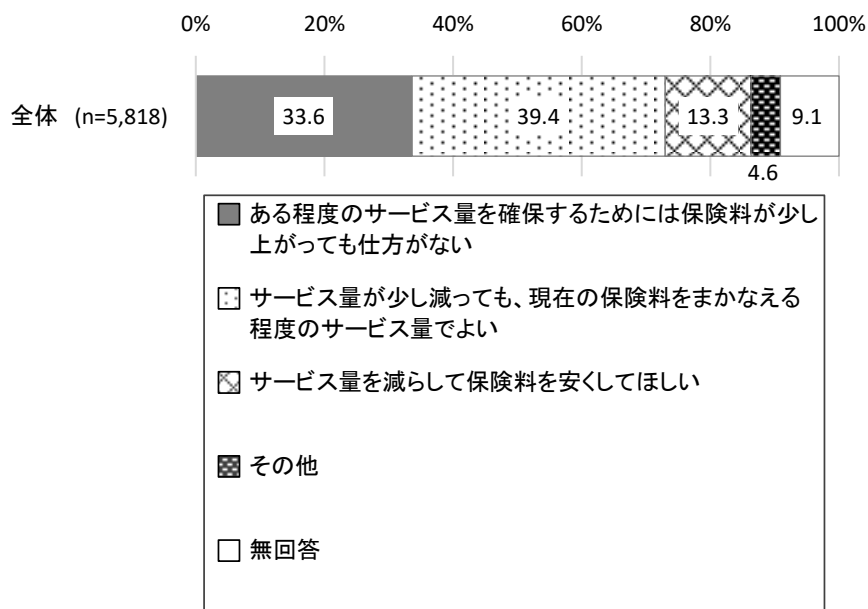 0% 20% 40% 60% 80% 100%
全体 (n=5,818) 33.6 39.4 13.3 9.1
4.6
ある程度のサービス量を確保するためには保険料が少し
上がっても仕方がない
サービス量が少し減っても、現在の保険料をまかなえる
程度のサービス量でよい
サービス量を減らして保険料を安くしてほしい
その他
無回答